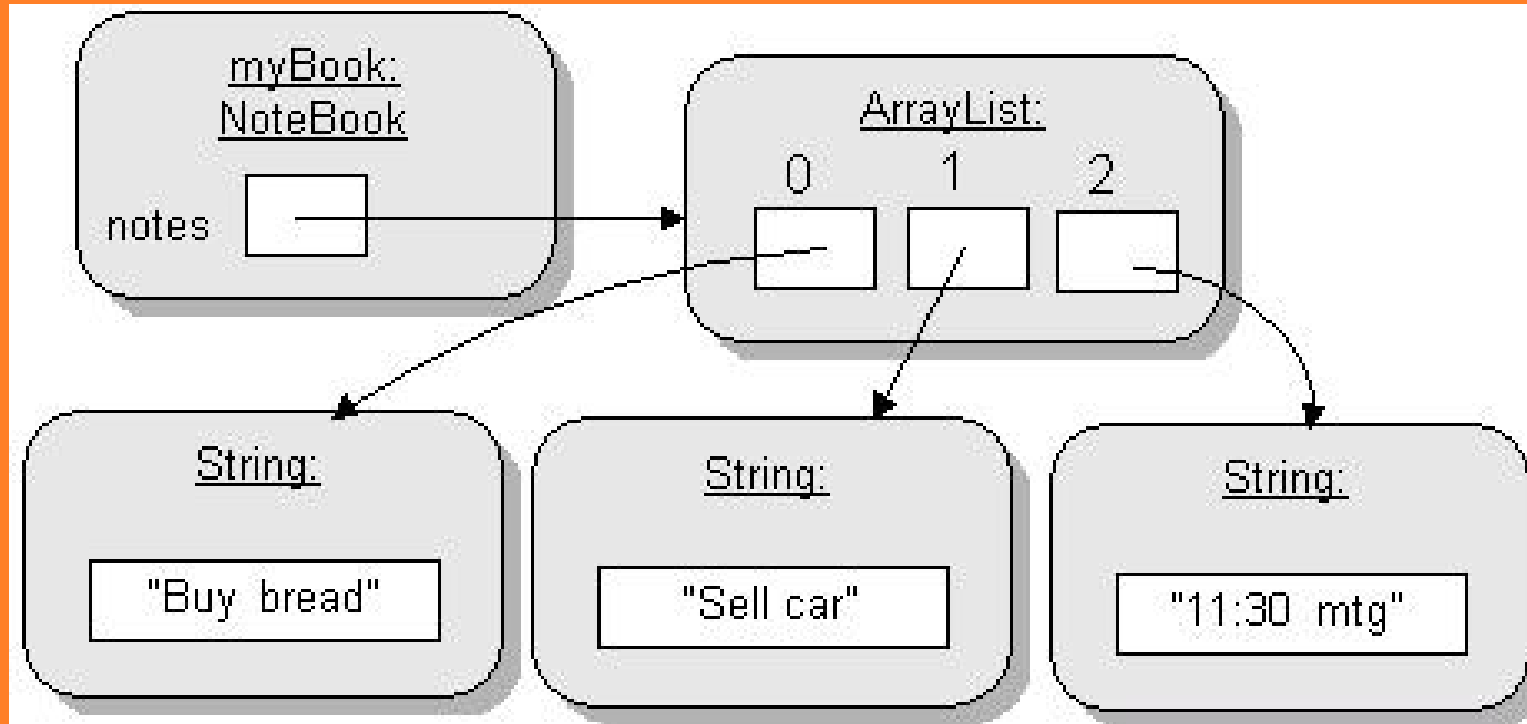 myBook:
NoteBook
notes
ArrayList:
0 1 2
String:
"Buy bread"
String:
"Sell car"
String:
"11:30 mtg"